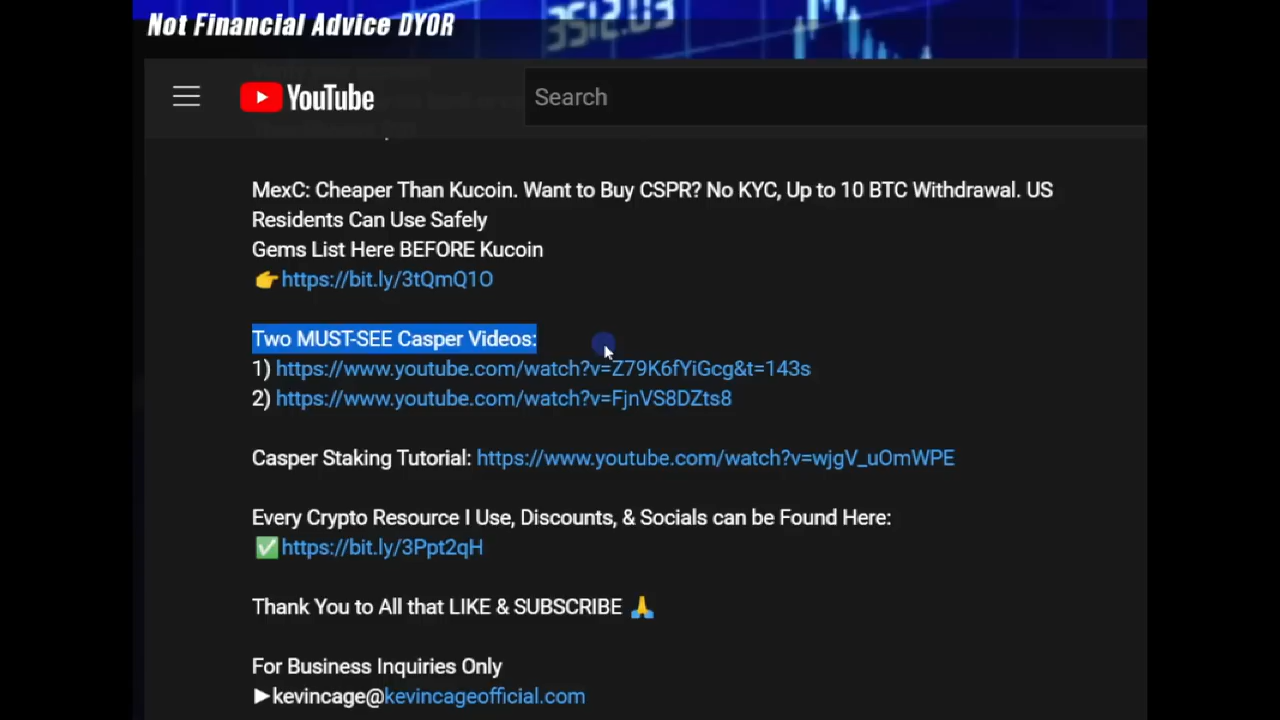 Not Financial Advice DYOR
3512.03
YouTube
Search
MexC: Cheaper Than Kucoin. Want to Buy CSPR? No KYC, Up to 10 BTC Withdrawal. US
Residents Can Use Safely
Gems List Here BEFORE Kucoin
👉https://bit.ly/3tQmQ1O
Two MUST-SEE Casper Videos:
1) https://www.youtube.com/watch?v=Z79K6fYiGcg&t=143s
2) https://www.youtube.com/watch?v=FjnVS8DZts8
Casper Staking Tutorial: https://www.youtube.com/watch?v=wjgV_uOmWPE
Every Crypto Resource I Use, Discounts, & Socials can be Found Here:
✅https://bit.ly/3Ppt2qH
Thank You to All that LIKE & SUBSCRIBE 🙏
For Business Inquiries Only
►kevincage@kevincageofficial.com